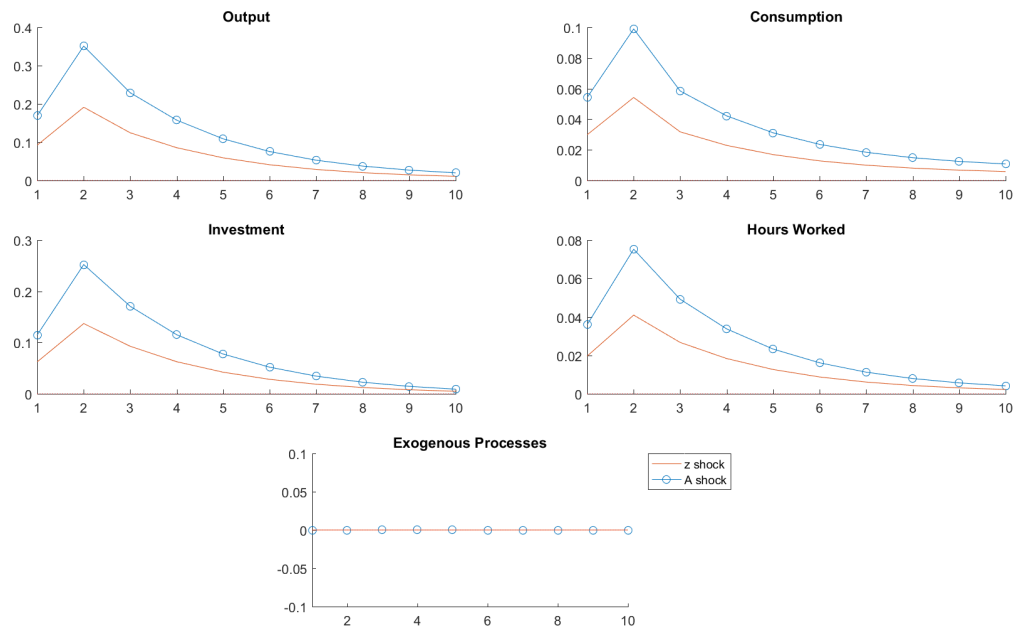 Output
0.4
0.3
0.2
0.1
0
1 2 3 4 5 6 7 8 9 10
Consumption
0.1
0.08
0.06
0.04
0.02
0
1 2 3 4 5 6 7 8 9 10
Investment
0.3
0.2
0.1
0
1 2 3 4 5 6 7 8 9 10
Hours Worked
0.08
0.06
0.04
0.02
0
1 2 3 4 5 6 7 8 9 10
Exogenous Processes
0.1
0.05
0
-0.05
-0.1
2 4 6 8 10
z shock
A shock